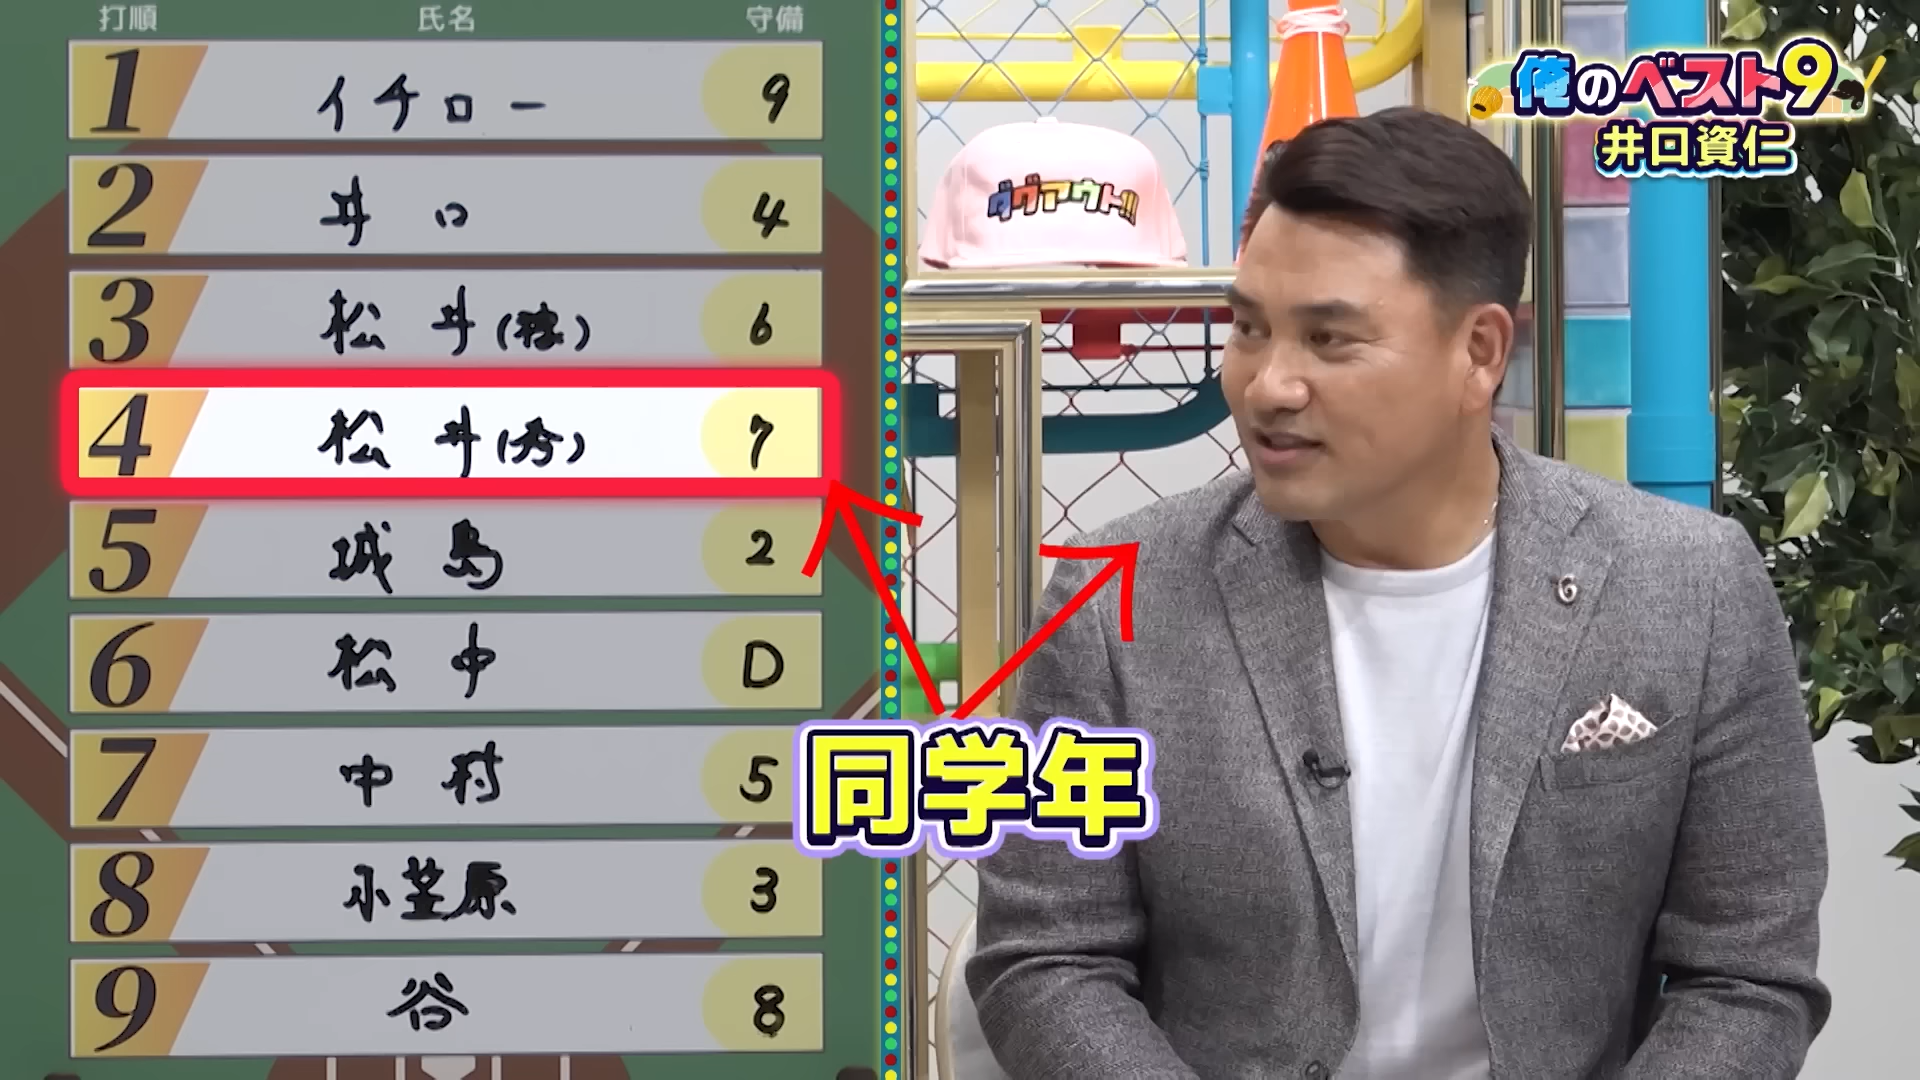 打順 氏名 守備
1 イチロー 9
2 井口 4
3 松井(稼) 6
4 松井(秀) 7
5 城島 2
6 松中 D
7 中村 5
8 小笠原 3
9 谷 8
俺のベスト9
井口資仁
ダグアウト!!!
同学年